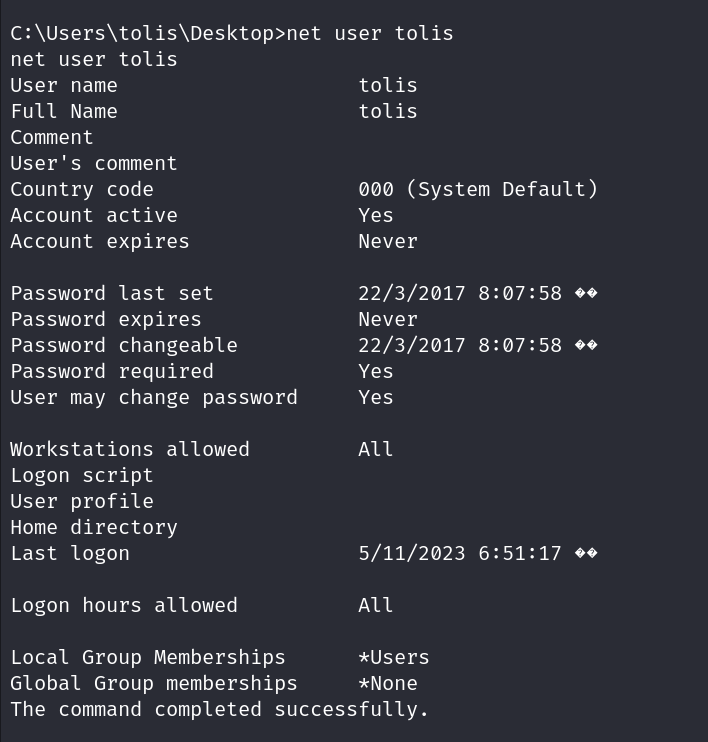 C:\Users\tolis\Desktop>net user tolis
net user tolis
User name                    tolis
Full Name                    tolis
Comment
User's comment
Country code                 000 (System Default)
Account active               Yes
Account expires              Never

Password last set            22/3/2017 8:07:58 ��
Password expires             Never
Password changeable          22/3/2017 8:07:58 ��
Password required            Yes
User may change password     Yes

Workstations allowed         All
Logon script
User profile
Home directory
Last logon                   5/11/2023 6:51:17 ��

Logon hours allowed          All

Local Group Memberships      *Users
Global Group memberships     *None
The command completed successfully.